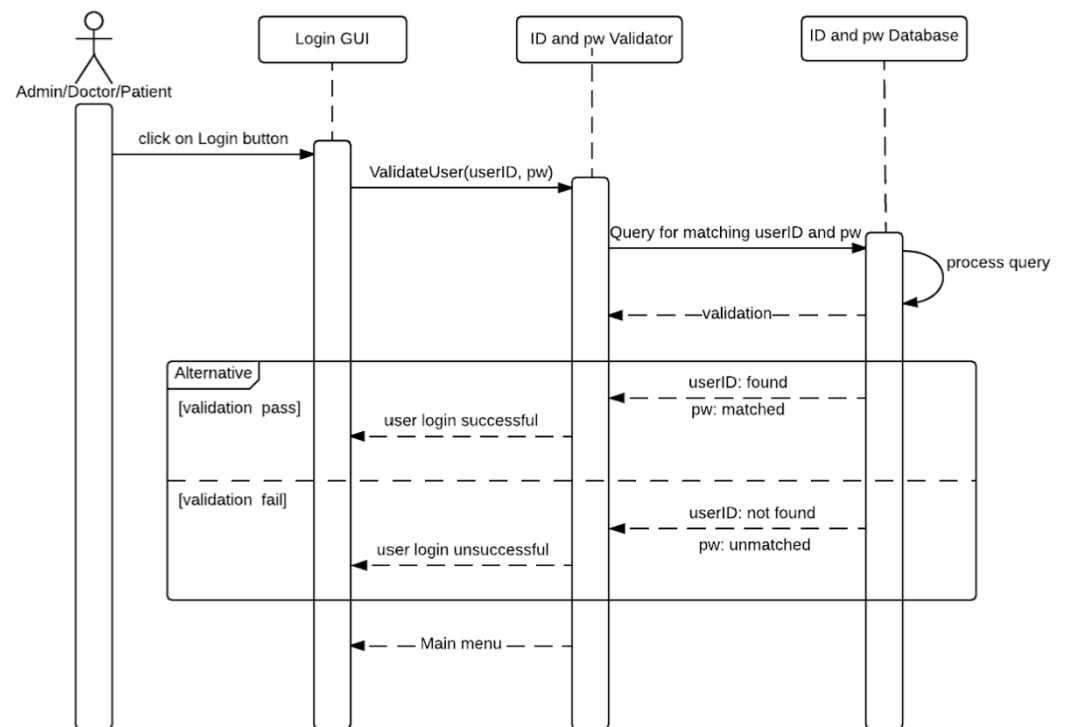 Login GUI
ID and pw Validator
ID and pw Database
Admin/Doctor/Patient
click on Login button
ValidateUser(userID, pw)
Query for matching userID and pw
process query
validation
Alternative
userID: found
[validation pass]
pw: matched
user login successful
[validation fail]
userID: not found
pw: unmatched
user login unsuccessful
Main menu